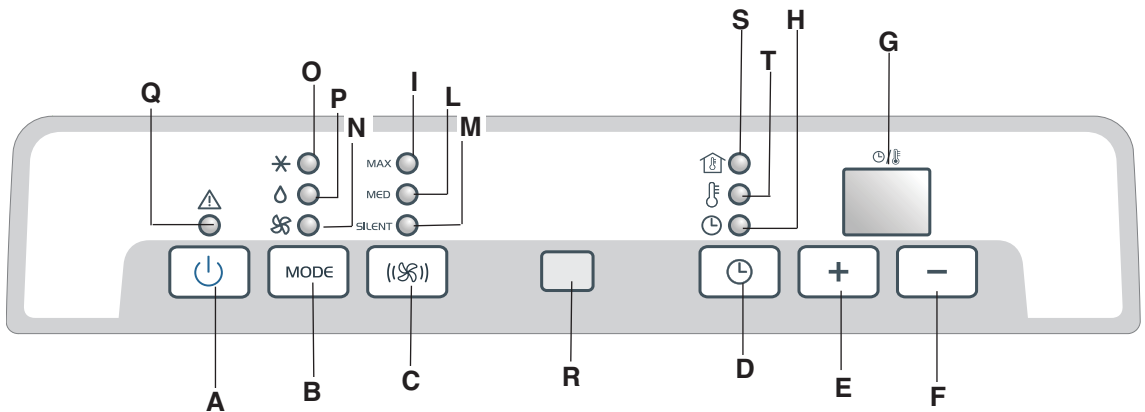 S H
G
O T
I
Q P L
N M
MAX
MED
SILENT
MODE
A B C R D E F
+ −